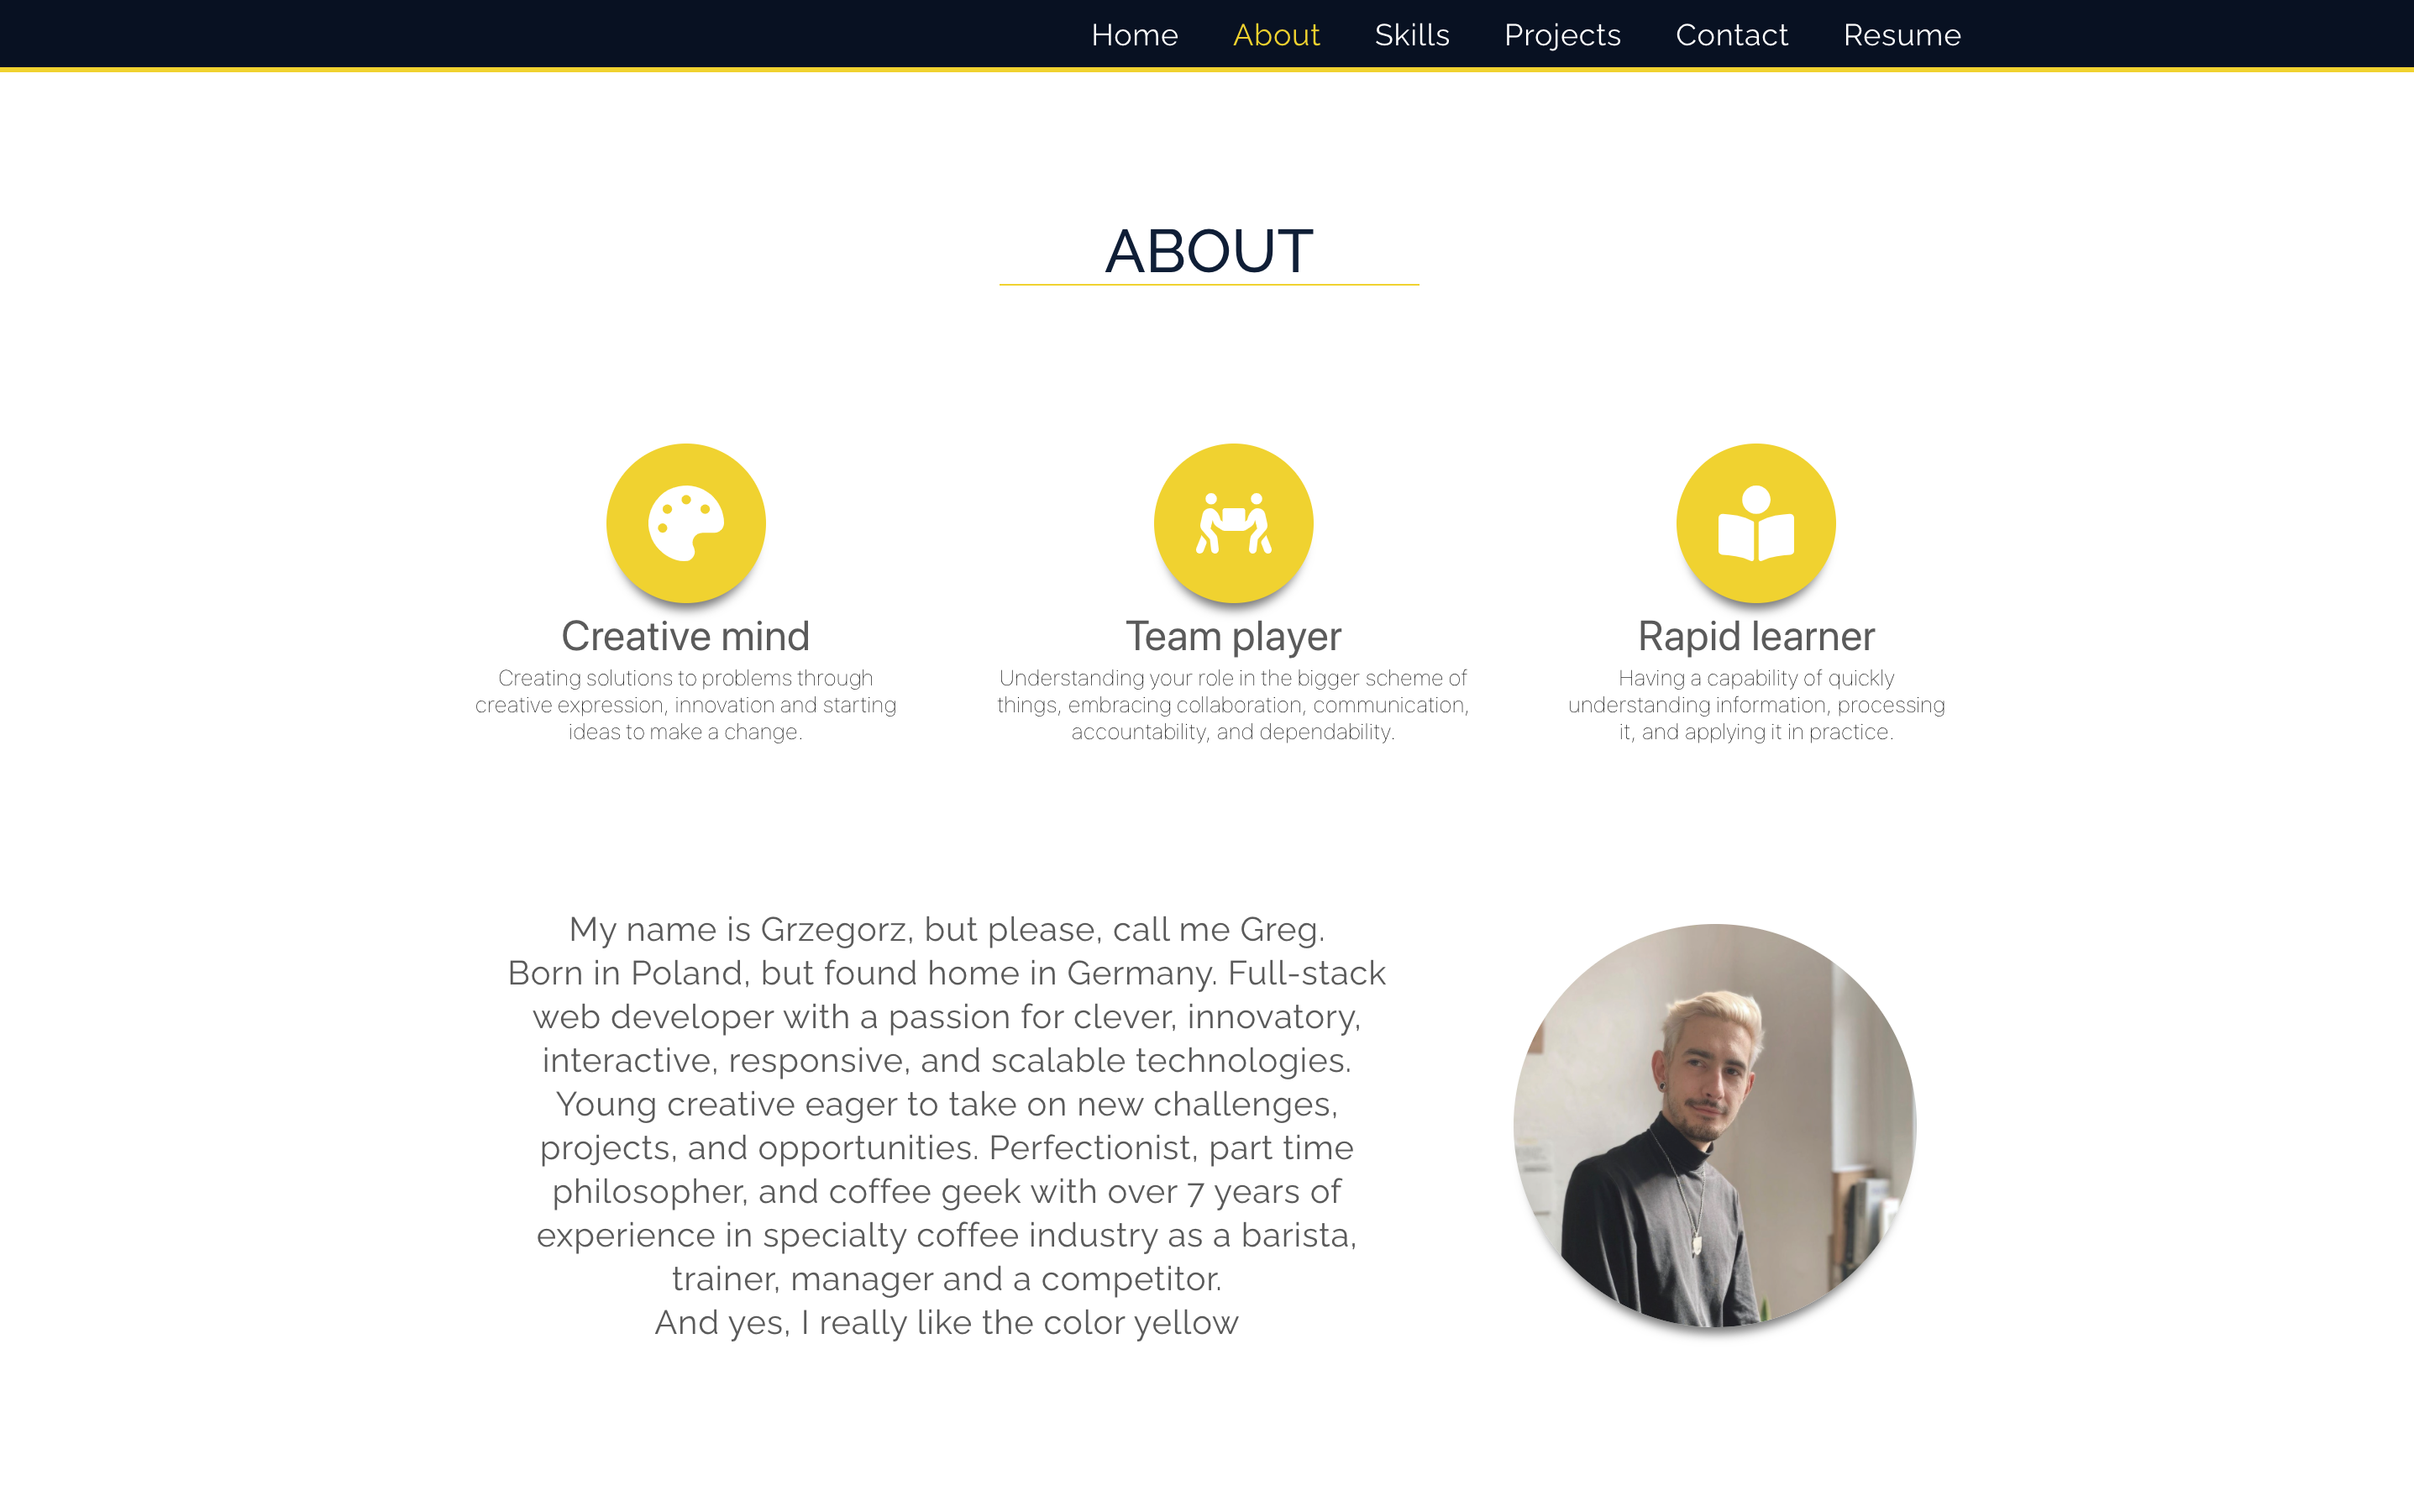 Home About Skills Projects Contact Resume
ABOUT
Creative mind
Creating solutions to problems through
creative expression, innovation and starting
ideas to make a change.
Team player
Understanding your role in the bigger scheme of
things, embracing collaboration, communication,
accountability, and dependability.
Rapid learner
Having a capability of quickly
understanding information, processing
it, and applying it in practice.
My name is Grzegorz, but please, call me Greg.
Born in Poland, but found home in Germany. Full-stack
web developer with a passion for clever, innovatory,
interactive, responsive, and scalable technologies.
Young creative eager to take on new challenges,
projects, and opportunities. Perfectionist, part time
philosopher, and coffee geek with over 7 years of
experience in specialty coffee industry as a barista,
trainer, manager and a competitor.
And yes, I really like the color yellow